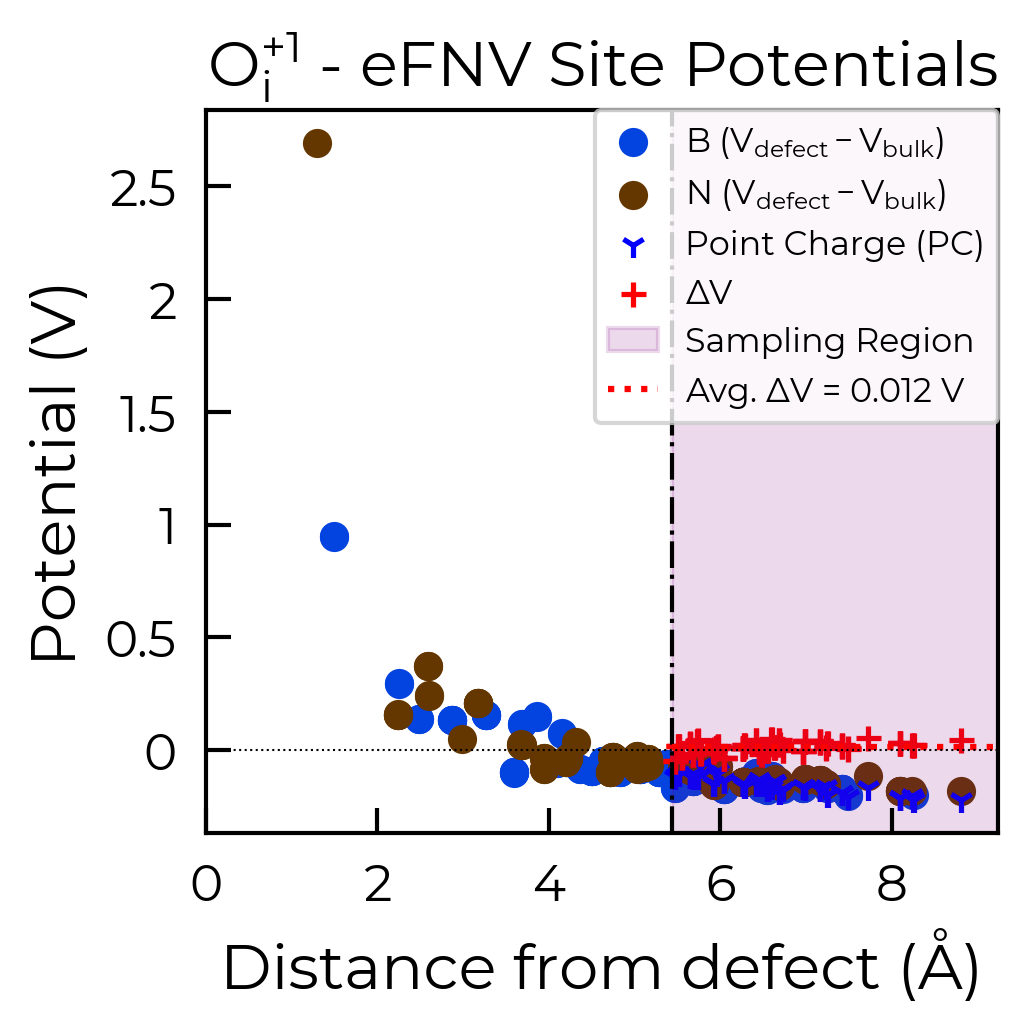 O_i^{+1} - eFNV Site Potentials
B (V_defect − V_bulk)
N (V_defect − V_bulk)
Point Charge (PC)
ΔV
Sampling Region
Avg. ΔV = 0.012 V
Potential (V)
2.5
2
1.5
1
0.5
0
0 2 4 6 8
Distance from defect (Å)